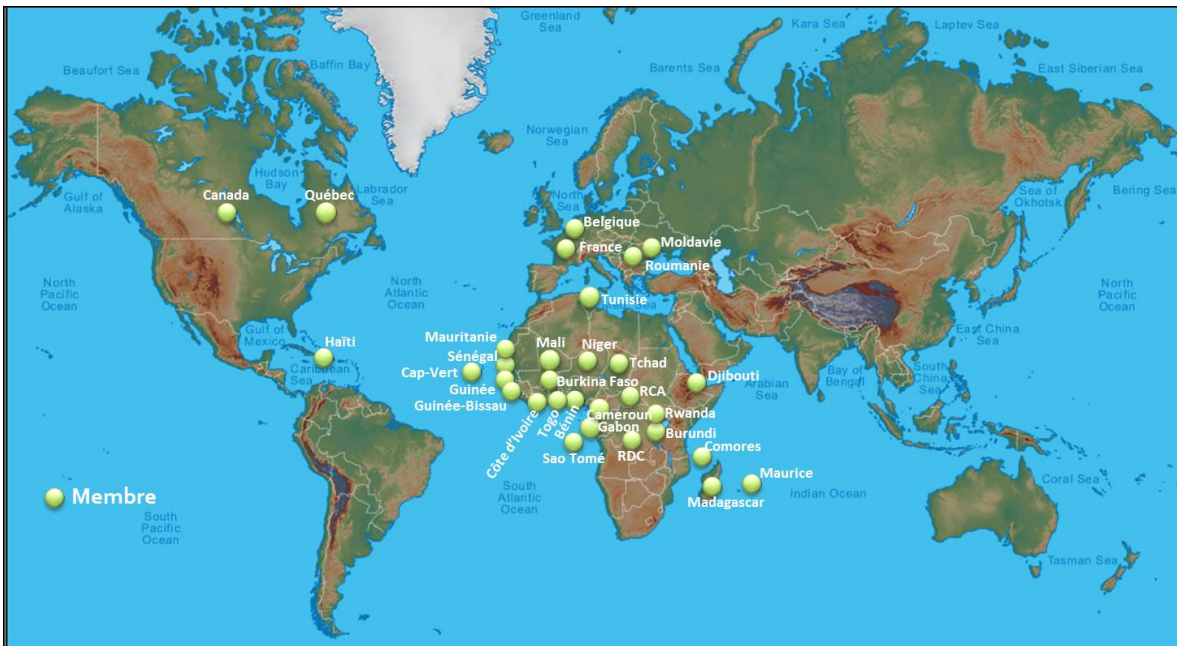 Greenland
Sea
Kara Sea
Laptev Sea
Beaufort Sea
Baffin Bay
Barents Sea
East Siberian Sea
Norwegian
Sea
Hudson
Bay
Canada
Québec
Labrador
Sea
Gulf of
Alaska
North
Sea
Sea of
Okhotsk
Bering Sea
Belgique
France
Moldavie
Roumanie
North
Pacific
Ocean
North
Atlantic
Ocean
Tunisie
North
Pacific
Ocean
East China
Sea
Gulf of
Mexico
Haïti
Caribbean
Sea
Mauritanie
Mali
Niger
Tchad
Sénégal
Cap-Vert
Burkina Faso
RCA
Djibouti
Arabian
Sea
Bay of
Bengal
South
China
Sea
Guinée
Guinée-Bissau
Côte d'Ivoire
Togo
Bénin
Cameroun
Rwanda
Gabon
Burundi
Sao Tomé
RDC
Comores
Maurice
Madagascar
Indian Ocean
Coral Sea
South
Atlantic
Ocean
Membre
South
Pacific
Ocean
Tasman Sea